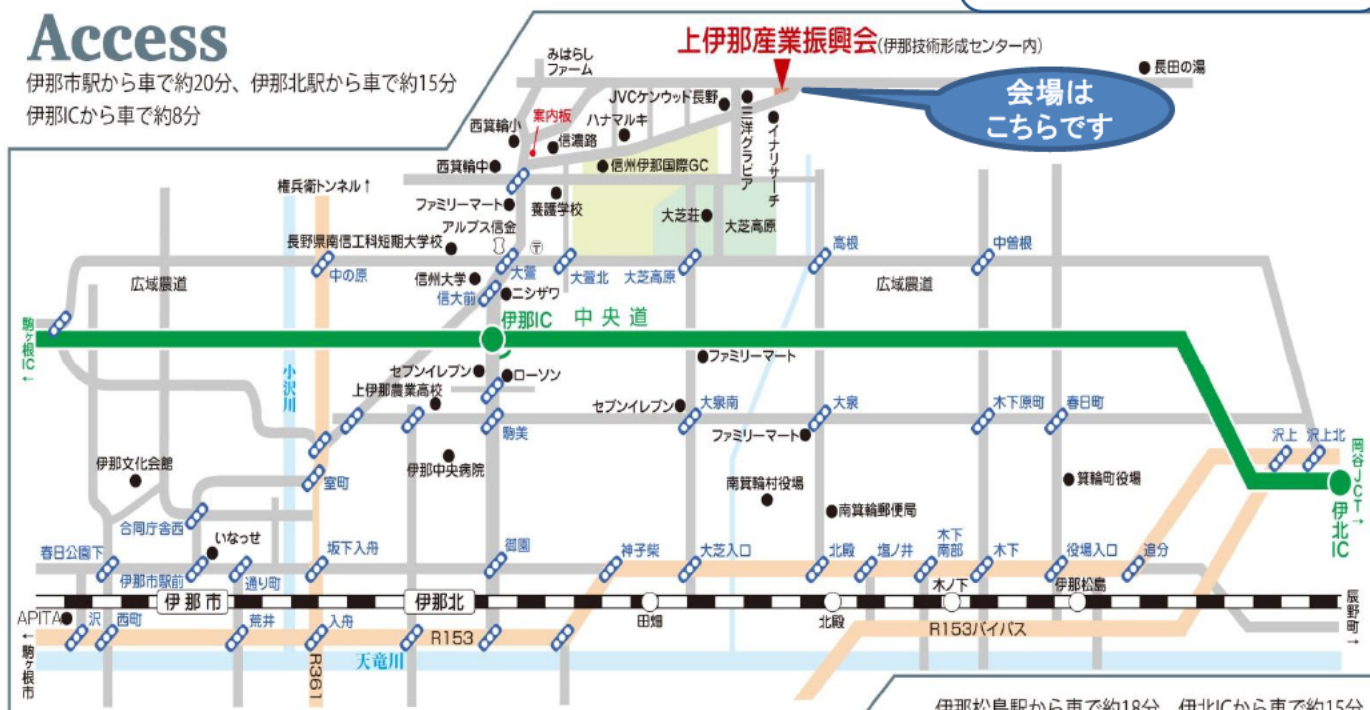 Access
伊那市駅から車で約20分、伊那北駅から車で約15分
伊那ICから車で約8分
上伊那産業振興会(伊那技術形成センター内)
みはらし
ファーム
長田の湯
会場は
こちらです
JVCケンウッド長野
三洋グラビア
イナリサーチ
ハナマルキ
案内板
西箕輪小
信濃路
西箕輪中
信州伊那国際GC
権兵衛トンネル↑
ファミリーマート
養護学校
大芝荘
大芝高原
アルプス信金
長野県南信工科短期大学校
〒
高根
中曽根
中の原
信州大学
大萱
大萱北
大芝高原
広域農道
広域農道
信大前
ニシザワ
伊那IC
中央道
駒ヶ根IC←
小沢川
セブンイレブン
ローソン
ファミリーマート
上伊那農業高校
セブンイレブン
大泉南
大泉
木下原町
春日町
駒美
ファミリーマート
沢上
沢上北
岡谷JCT→
伊北IC
伊那文化会館
伊那中央病院
室町
南箕輪村役場
箕輪町役場
南箕輪郵便局
合同庁舎西
いなっせ
春日公園下
伊那市駅前
通り町
坂下入舟
御園
神子柴
大芝入口
北殿
塩ノ井
木下
南部
木下
役場入口
追分
伊那市
伊那北
田畑
北殿
木ノ下
伊那松島
辰野町→
APITA
沢
西町
荒井
入舟
R153
R153バイパス
←駒ヶ根市
R361
天竜川
伊那松島駅から車で約18分、伊北ICから車で約15分